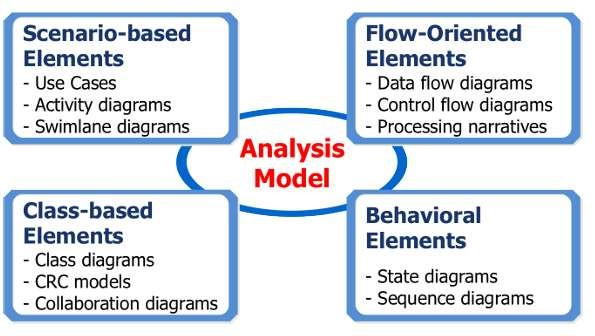 Scenario-based
Elements
- Use Cases
- Activity diagrams
- Swimlane diagrams
Flow-Oriented
Elements
- Data flow diagrams
- Control flow diagrams
- Processing narratives
Analysis
Model
Class-based
Elements
- Class diagrams
- CRC models
- Collaboration diagrams
Behavioral
Elements
- State diagrams
- Sequence diagrams